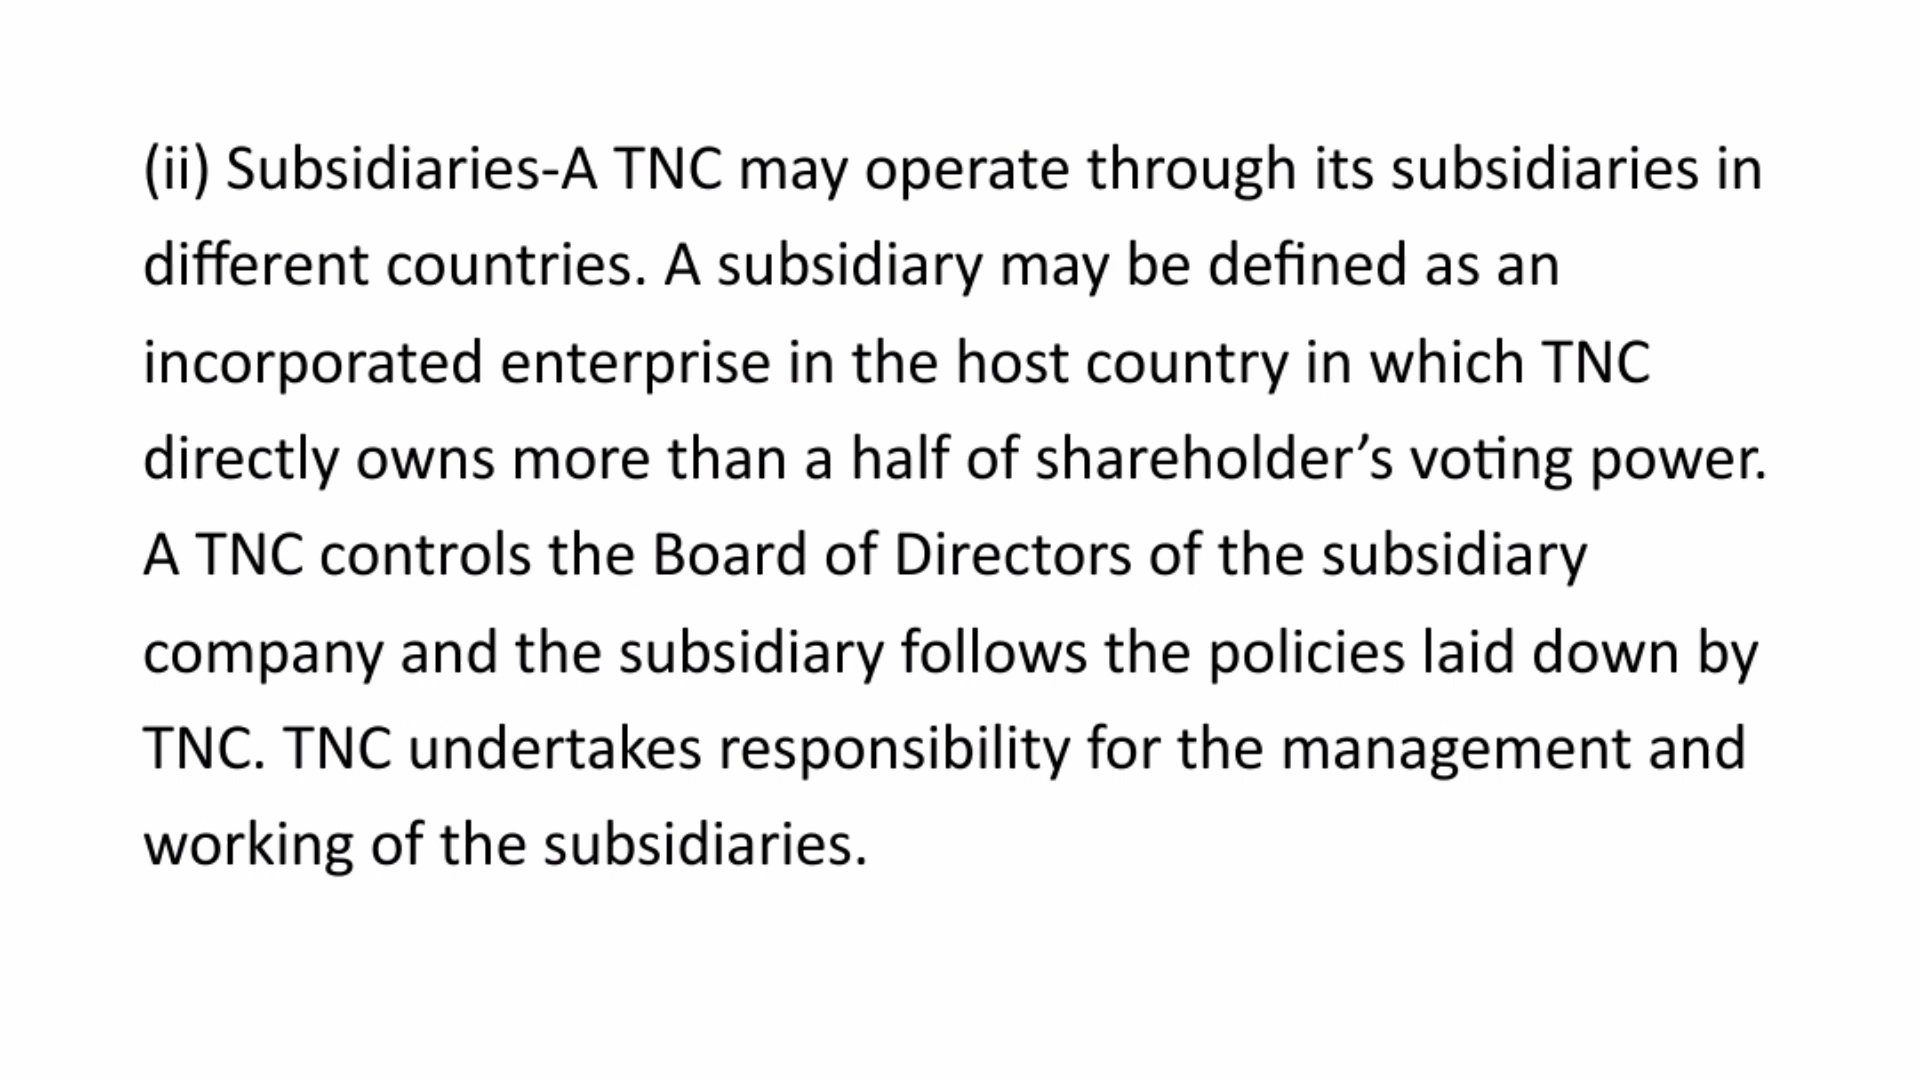 (ii) Subsidiaries-A TNC may operate through its subsidiaries in
different countries. A subsidiary may be defined as an
incorporated enterprise in the host country in which TNC
directly owns more than a half of shareholder’s voting power.
A TNC controls the Board of Directors of the subsidiary
company and the subsidiary follows the policies laid down by
TNC. TNC undertakes responsibility for the management and
working of the subsidiaries.